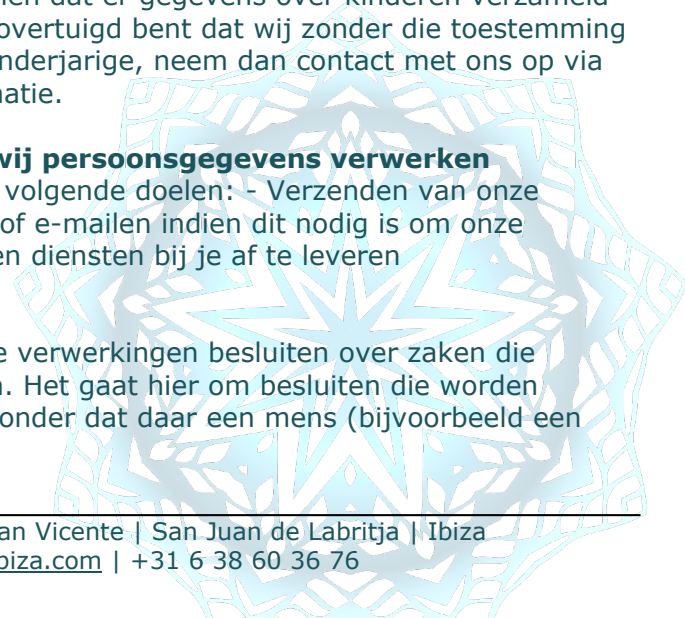 dat er gegevens over kinderen verzameld
overtuigd bent dat wij zonder die toestemming
nderjarige, neem dan contact met ons op via
natie.
wij persoonsgegevens verwerken
volgende doelen: - Verzenden van onze
of e-mailen indien dit nodig is om onze
en diensten bij je af te leveren
e verwerkingen besluiten over zaken die
n. Het gaat hier om besluiten die worden
onder dat daar een mens (bijvoorbeeld een
an Vicente | San Juan de Labritja | Ibiza
biza.com | +31 6 38 60 36 76